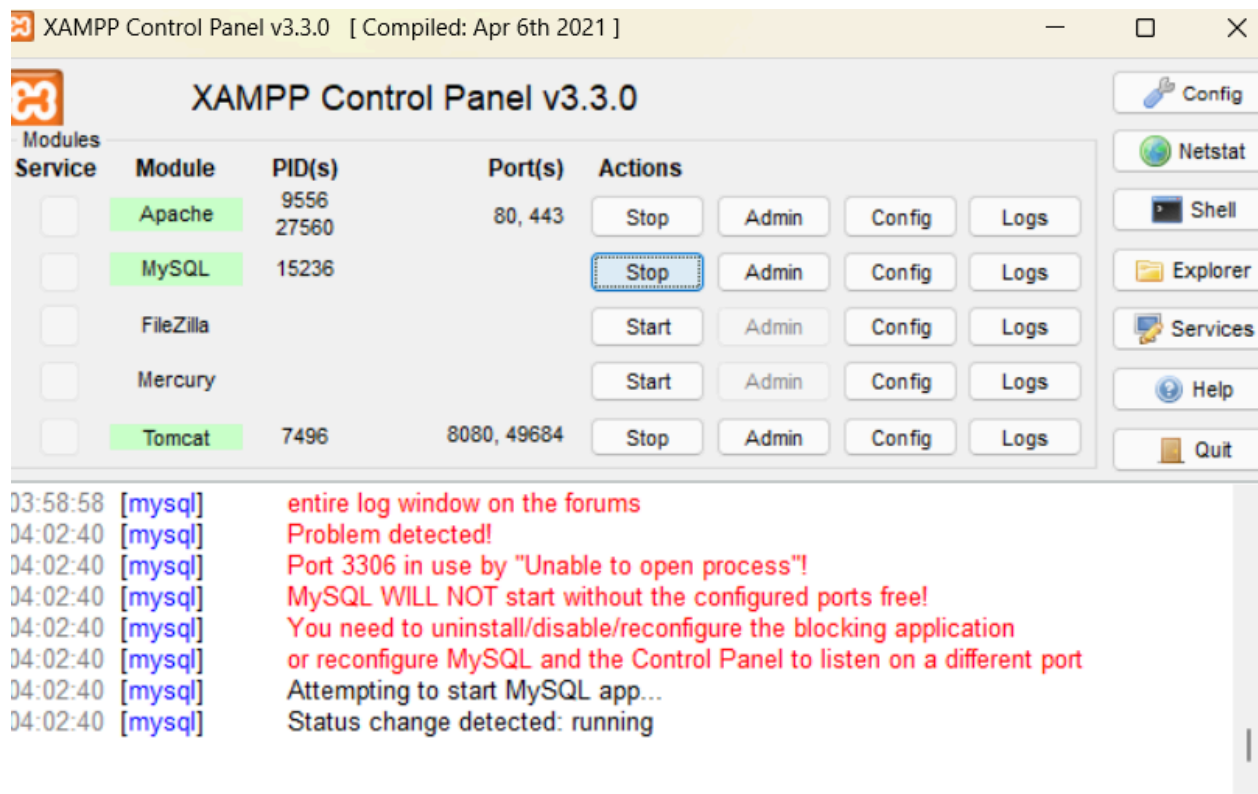 XAMPP Control Panel v3.3.0 [ Compiled: Apr 6th 2021 ]
XAMPP Control Panel v3.3.0
Config
Modules
Netstat
Service Module PID(s) Port(s) Actions
Apache 9556 27560 80, 443 Stop Admin Config Logs
Shell
MySQL 15236 Stop Admin Config Logs
Explorer
FileZilla Start Admin Config Logs
Services
Mercury Start Admin Config Logs
Help
Tomcat 7496 8080, 49684 Stop Admin Config Logs
Quit
03:58:58 [mysql] entire log window on the forums
04:02:40 [mysql] Problem detected!
04:02:40 [mysql] Port 3306 in use by "Unable to open process"!
04:02:40 [mysql] MySQL WILL NOT start without the configured ports free!
04:02:40 [mysql] You need to uninstall/disable/reconfigure the blocking application
04:02:40 [mysql] or reconfigure MySQL and the Control Panel to listen on a different port
04:02:40 [mysql] Attempting to start MySQL app...
04:02:40 [mysql] Status change detected: running